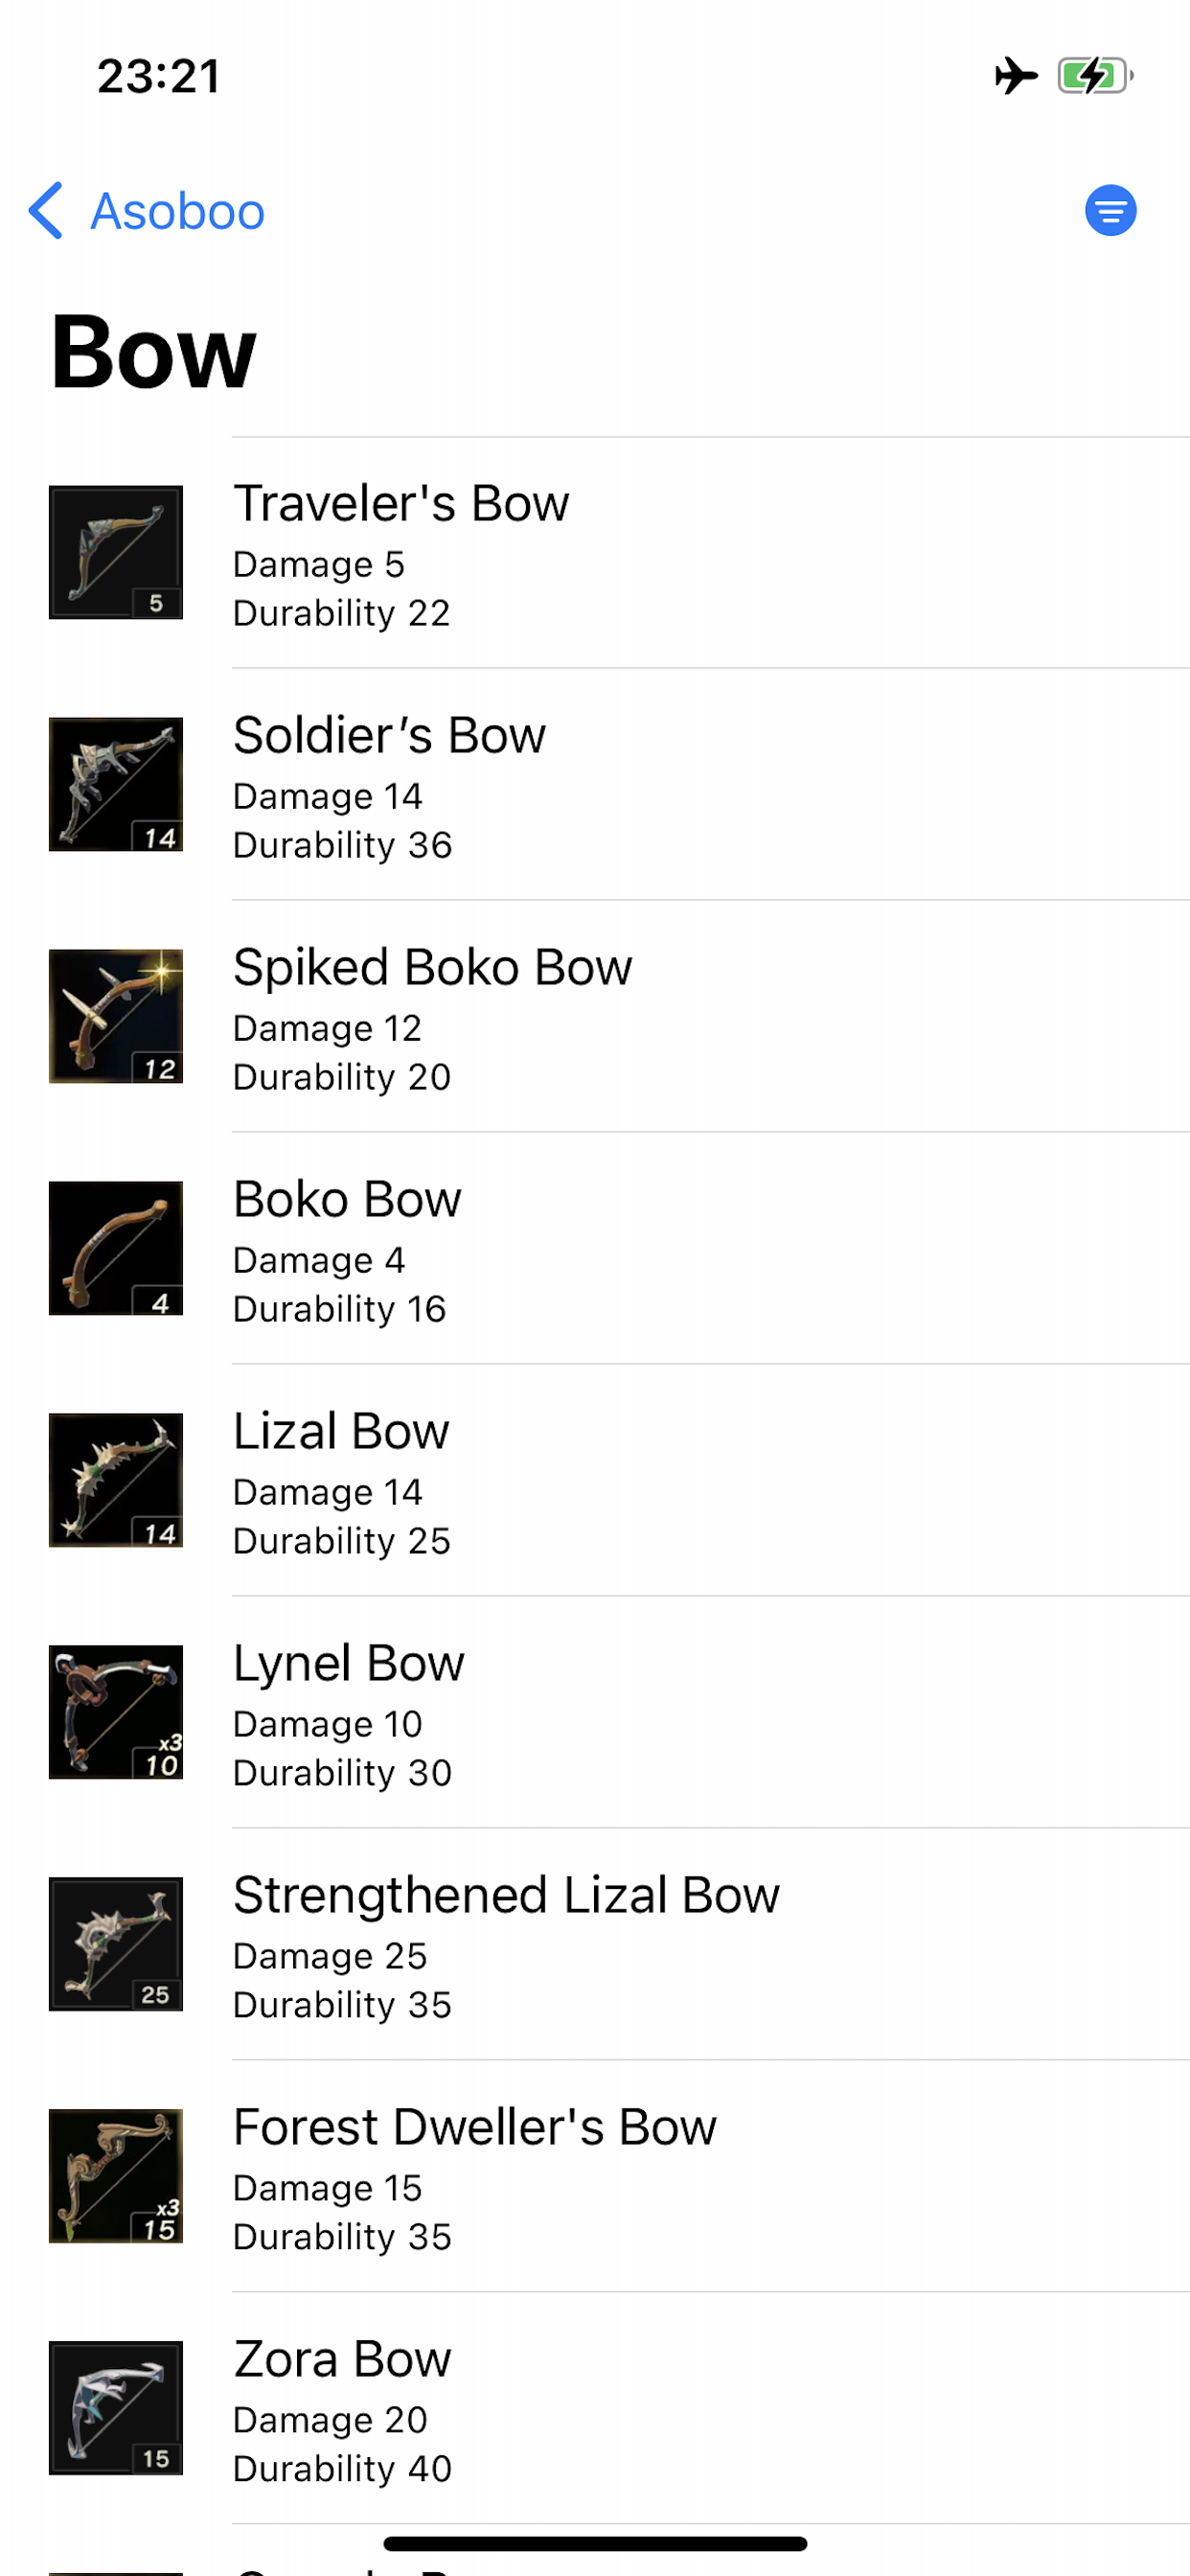 23:21
Asoboo
Bow
Traveler's Bow
Damage 5
Durability 22
5
Soldier’s Bow
Damage 14
Durability 36
14
Spiked Boko Bow
Damage 12
Durability 20
12
Boko Bow
Damage 4
Durability 16
4
Lizal Bow
Damage 14
Durability 25
14
Lynel Bow
Damage 10
Durability 30
x3
10
Strengthened Lizal Bow
Damage 25
Durability 35
25
Forest Dweller's Bow
Damage 15
Durability 35
x3
15
Zora Bow
Damage 20
Durability 40
15